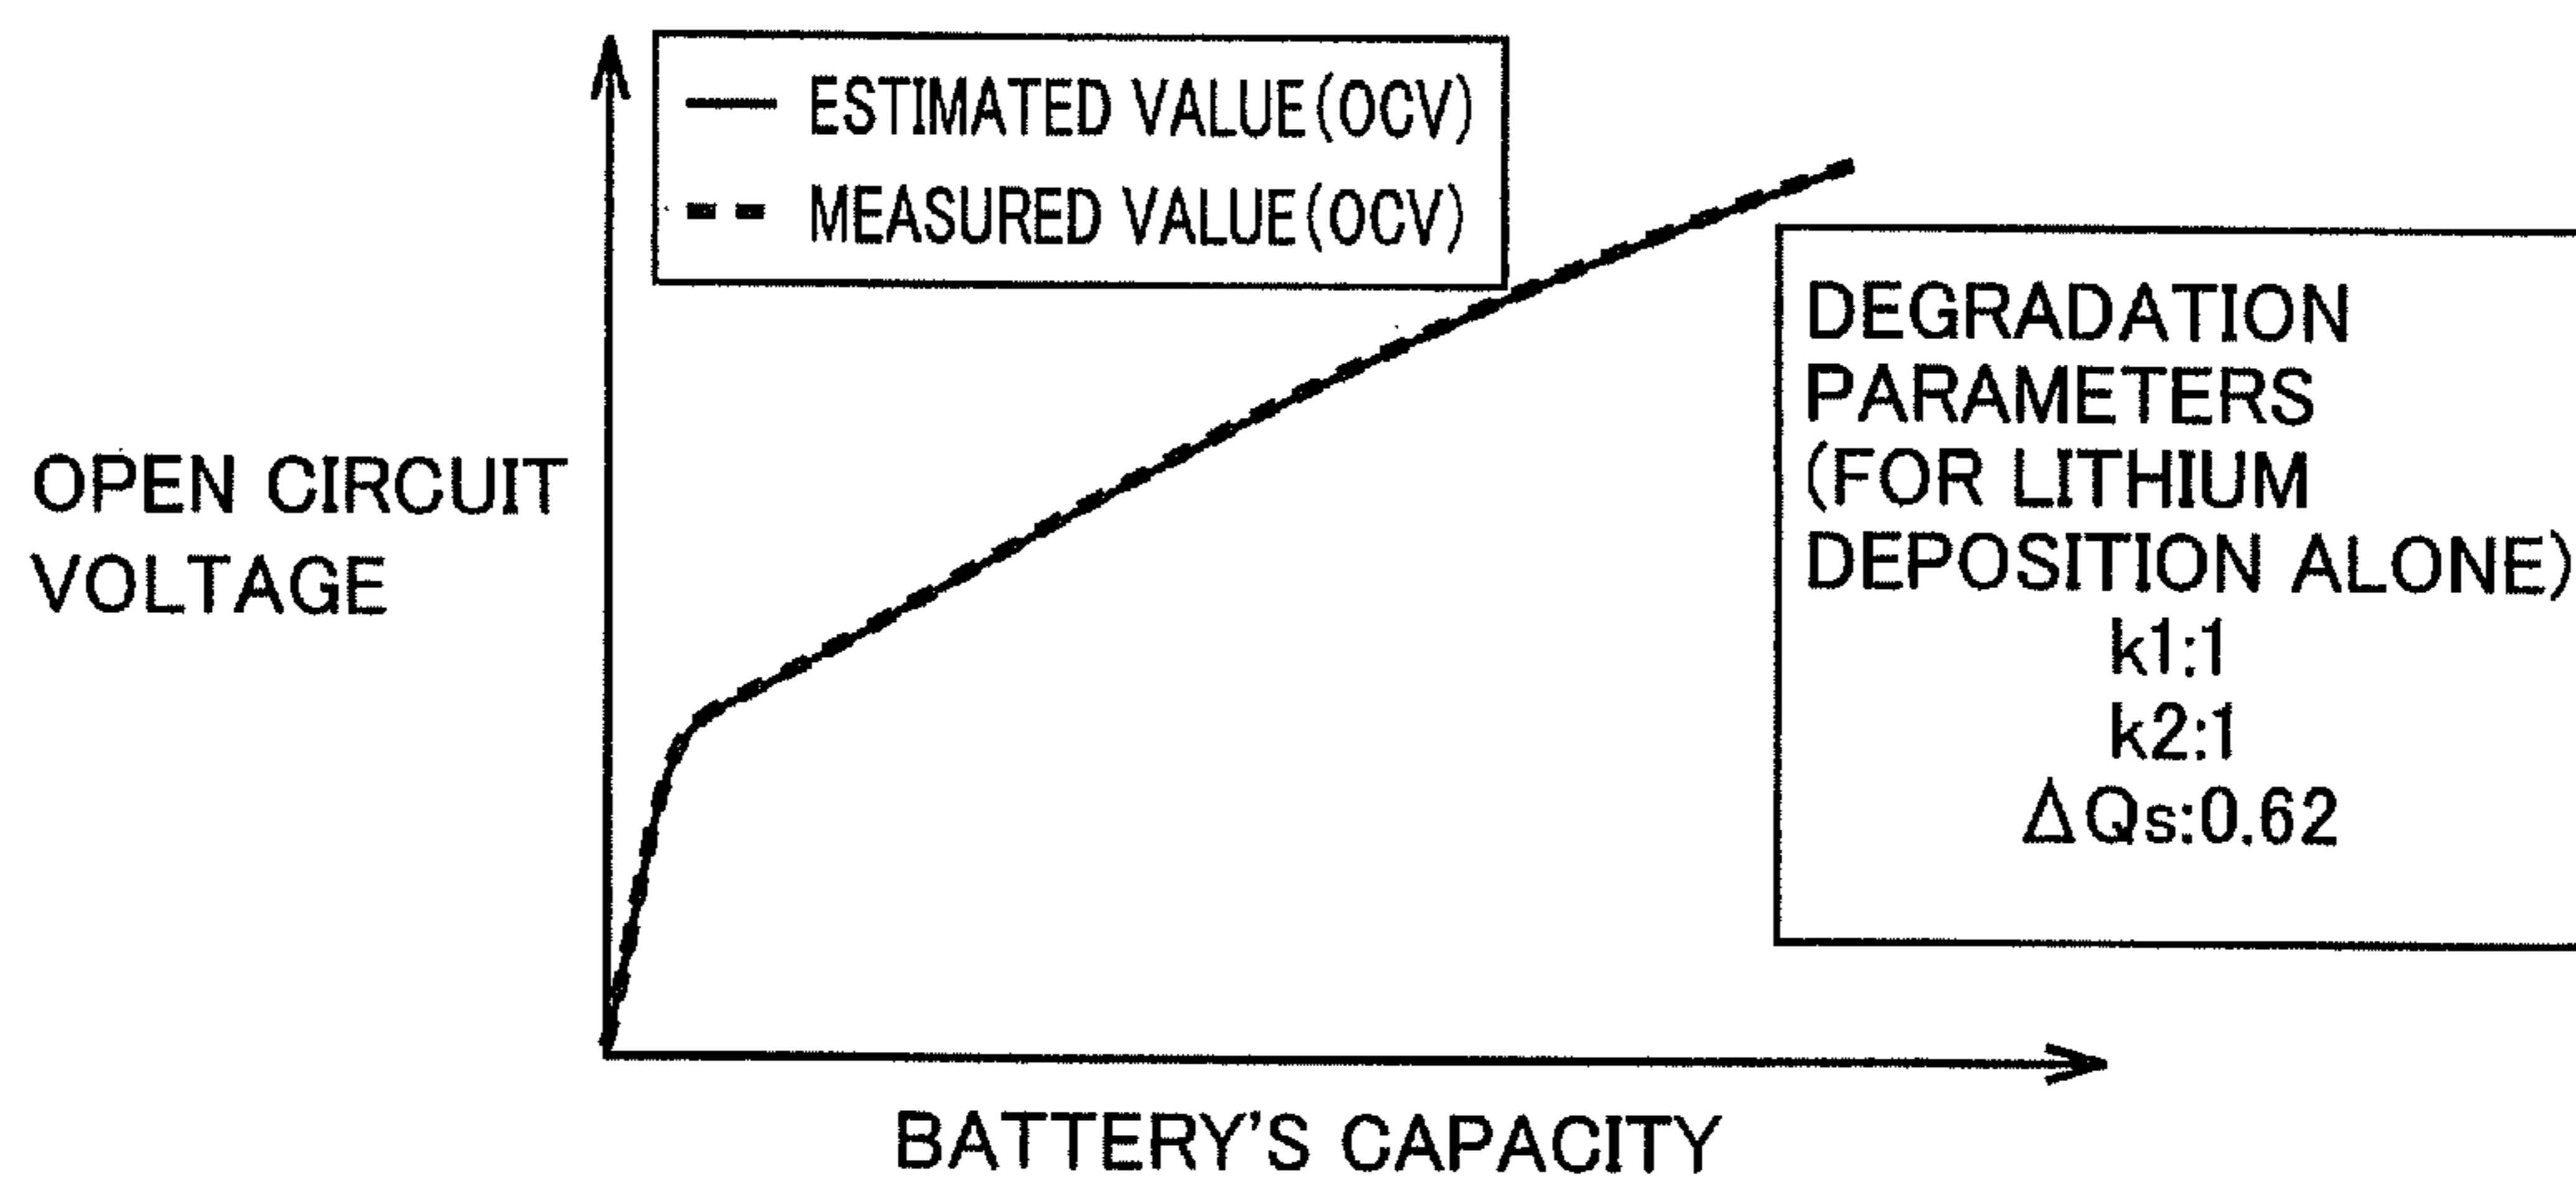 ESTIMATED VALUE(OCV)
MEASURED VALUE(OCV)
OPEN CIRCUIT
VOLTAGE
DEGRADATION
PARAMETERS
(FOR LITHIUM
DEPOSITION ALONE)
k1:1
k2:1
ΔQs:0.62
BATTERY'S CAPACITY